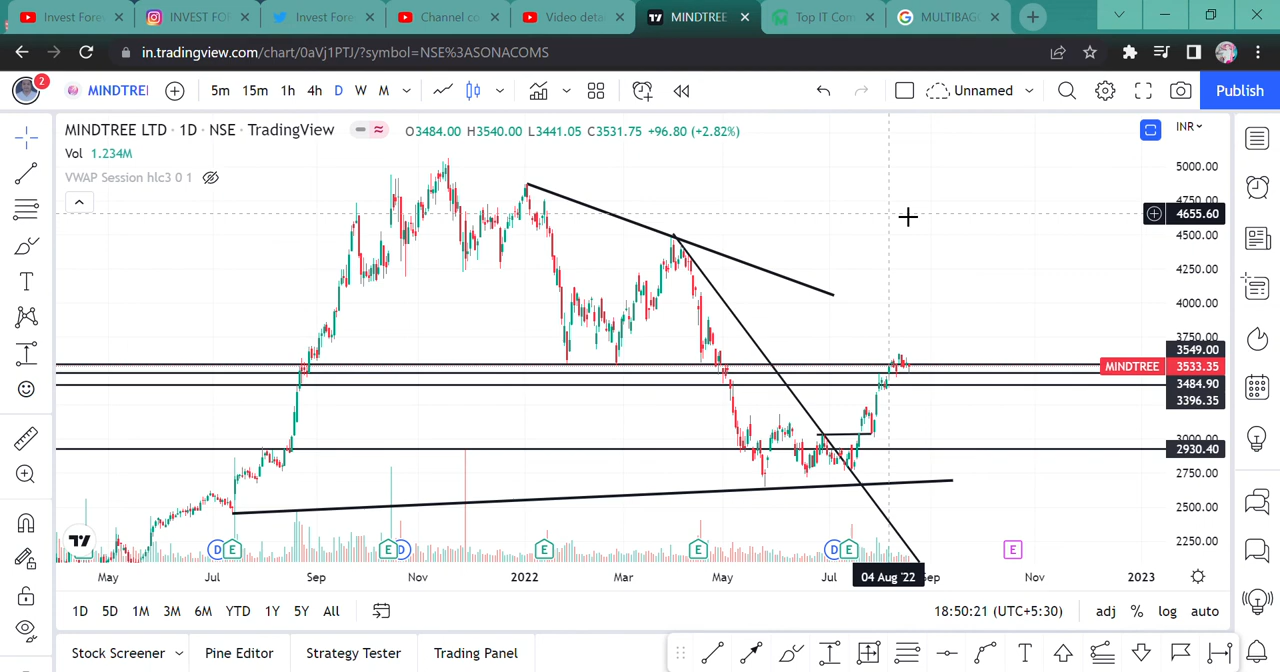 Invest Fore
INVEST FOR
Invest Fore
Channel co
Video deta
MINDTREE
Top IT Com
MULTIBAG
in.tradingview.com/chart/0aVj1PTJ/?symbol=NSE%3ASONACOMS
2
MINDTREE
5m 15m 1h 4h D W M
Unnamed
Publish
MINDTREE LTD · 1D · NSE · TradingView
O3484.00 H3540.00 L3441.05 C3531.75 +96.80 (+2.82%)
INR
Vol 1.234M
VWAP Session hlc3 0 1
5000.00
4750.00
4655.60
4500.00
4250.00
4000.00
3750.00
3549.00
MINDTREE 3533.35
3484.90
3396.35
3000.00
2930.40
2750.00
2500.00
2250.00
D E E D E E D E E
May Jul Sep Nov 2022 Mar May Jul 04 Aug '22 Sep Nov 2023
1D 5D 1M 3M 6M YTD 1Y 5Y All
18:50:21 (UTC+5:30) adj % log auto
Stock Screener Pine Editor Strategy Tester Trading Panel